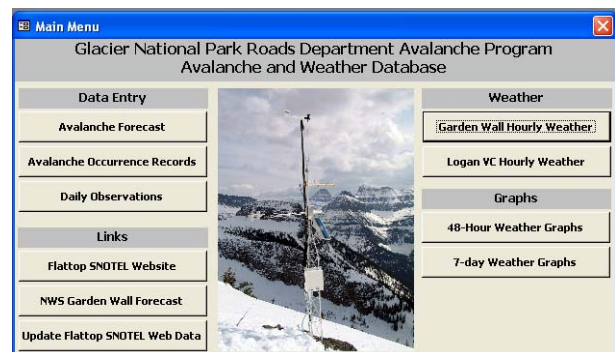 Main Menu
Glacier National Park Roads Department Avalanche Program
Avalanche and Weather Database
Data Entry
Avalanche Forecast
Avalanche Occurrence Records
Daily Observations
Links
Flattop SNOTEL Website
NWS Garden Wall Forecast
Update Flattop SNOTEL Web Data
Weather
Garden Wall Hourly Weather
Logan VC Hourly Weather
Graphs
48-Hour Weather Graphs
7-day Weather Graphs